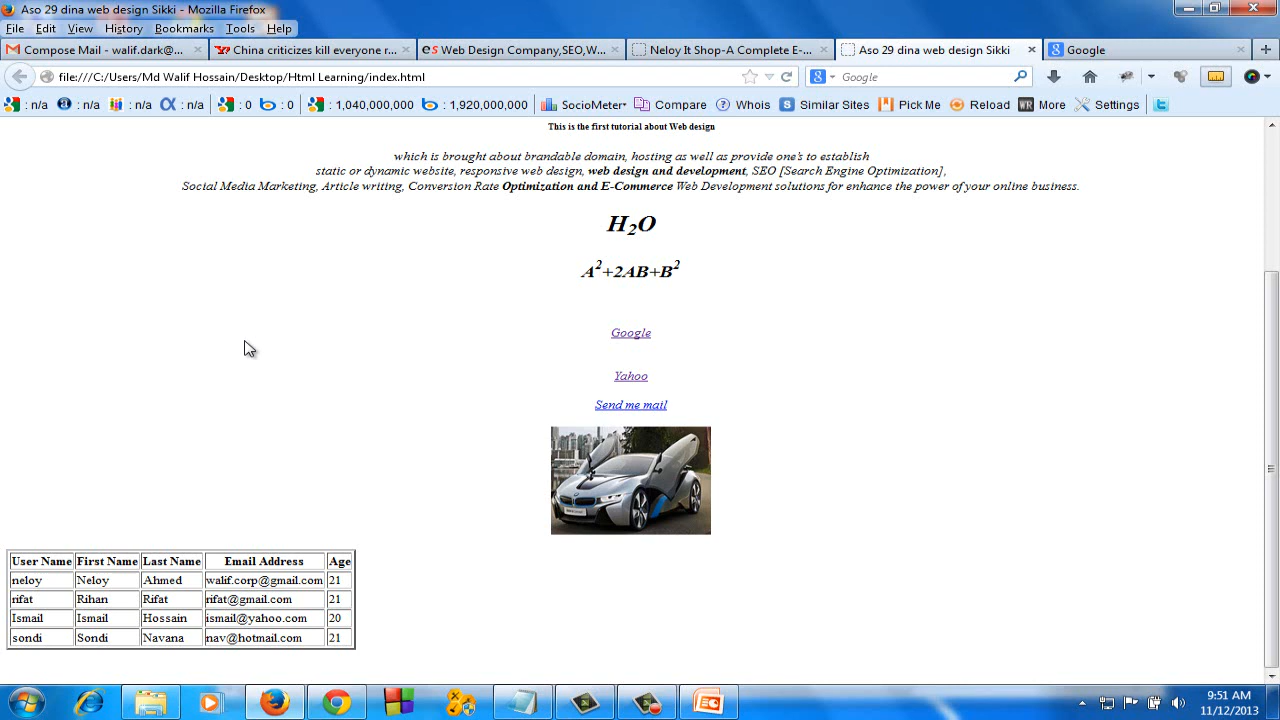 Aso 29 dina web design Sikki - Mozilla Firefox
File Edit View History Bookmarks Tools Help
Compose Mail - walif.dark@... China criticizes kill everyone r... Web Design Company,SEO,W... Neloy It Shop-A Complete E-... Aso 29 dina web design Sikki Google
file:///C:/Users/Md Walif Hossain/Desktop/Html Learning/index.html Google
: n/a : n/a : n/a : n/a : 0 : 0 : 1,040,000,000 : 1,920,000,000 SocioMeter Compare Whois Similar Sites Pick Me Reload More Settings
This is the first tutorial about Web design
which is brought about brandable domain, hosting as well as provide one's to establish
static or dynamic website, responsive web design, web design and development, SEO [Search Engine Optimization],
Social Media Marketing, Article writing, Conversion Rate Optimization and E-Commerce Web Development solutions for enhance the power of your online business.
H₂O
A²+2AB+B²
Google
Yahoo
Send me mail
User Name First Name Last Name Email Address Age
neloy Neloy Ahmed walif.corp@gmail.com 21
rifat Rihan Rifat rifat@gmail.com 21
Ismail Ismail Hossain ismail@yahoo.com 20
sondi Sondi Navana nav@hotmail.com 21
9:51 AM
11/12/2013